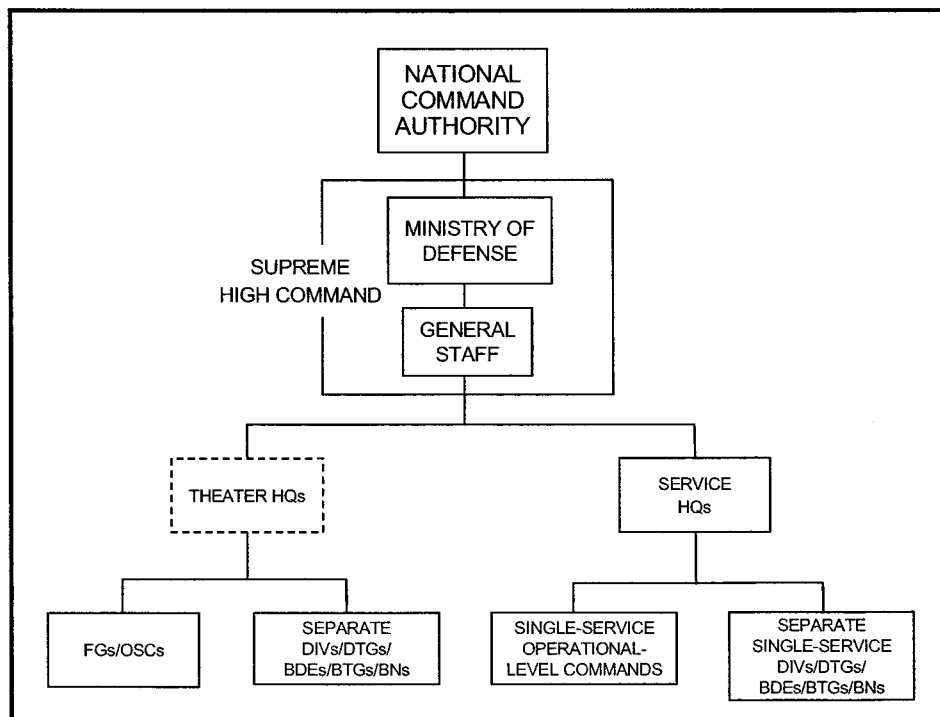 NATIONAL
COMMAND
AUTHORITY
MINISTRY OF
DEFENSE
SUPREME
HIGH COMMAND
GENERAL
STAFF
THEATER HQs
SERVICE
HQs
FGs/OSCs
SEPARATE
DIVs/DTGs/
BDEs/BTGs/BNs
SINGLE-SERVICE
OPERATIONAL-
LEVEL COMMANDS
SEPARATE
SINGLE-SERVICE
DIVs/DTGs/
BDEs/BTGs/BNs